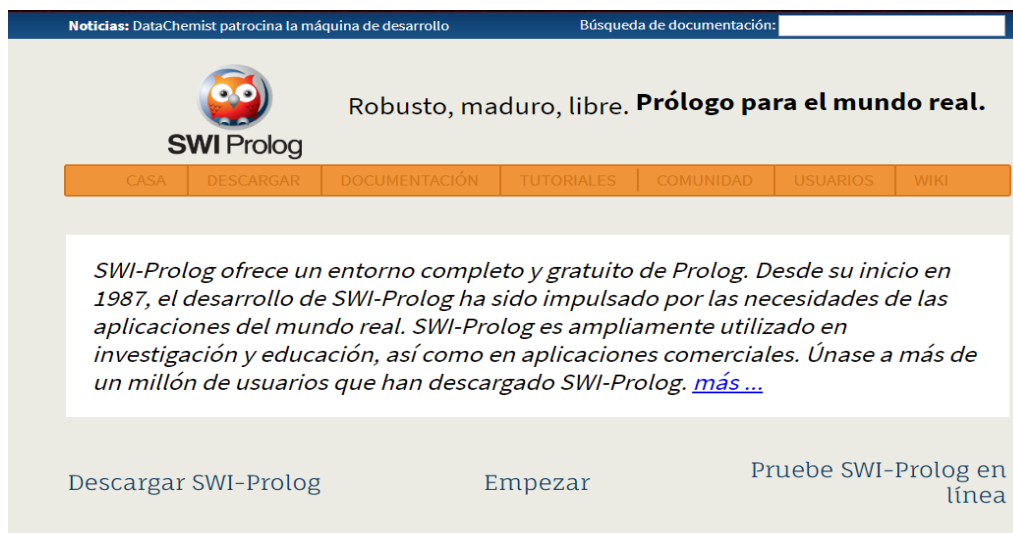 Noticias: DataChemist patrocina la máquina de desarrollo Búsqueda de documentación:
Robusto, maduro, libre. Prólogo para el mundo real.
SWI Prolog
CASA DESCARGAR DOCUMENTACIÓN TUTORIALES COMUNIDAD USUARIOS WIKI
SWI-Prolog ofrece un entorno completo y gratuito de Prolog. Desde su inicio en
1987, el desarrollo de SWI-Prolog ha sido impulsado por las necesidades de las
aplicaciones del mundo real. SWI-Prolog es ampliamente utilizado en
investigación y educación, así como en aplicaciones comerciales. Únase a más de
un millón de usuarios que han descargado SWI-Prolog. más ...
Descargar SWI-Prolog Empezar Pruebe SWI-Prolog en
línea